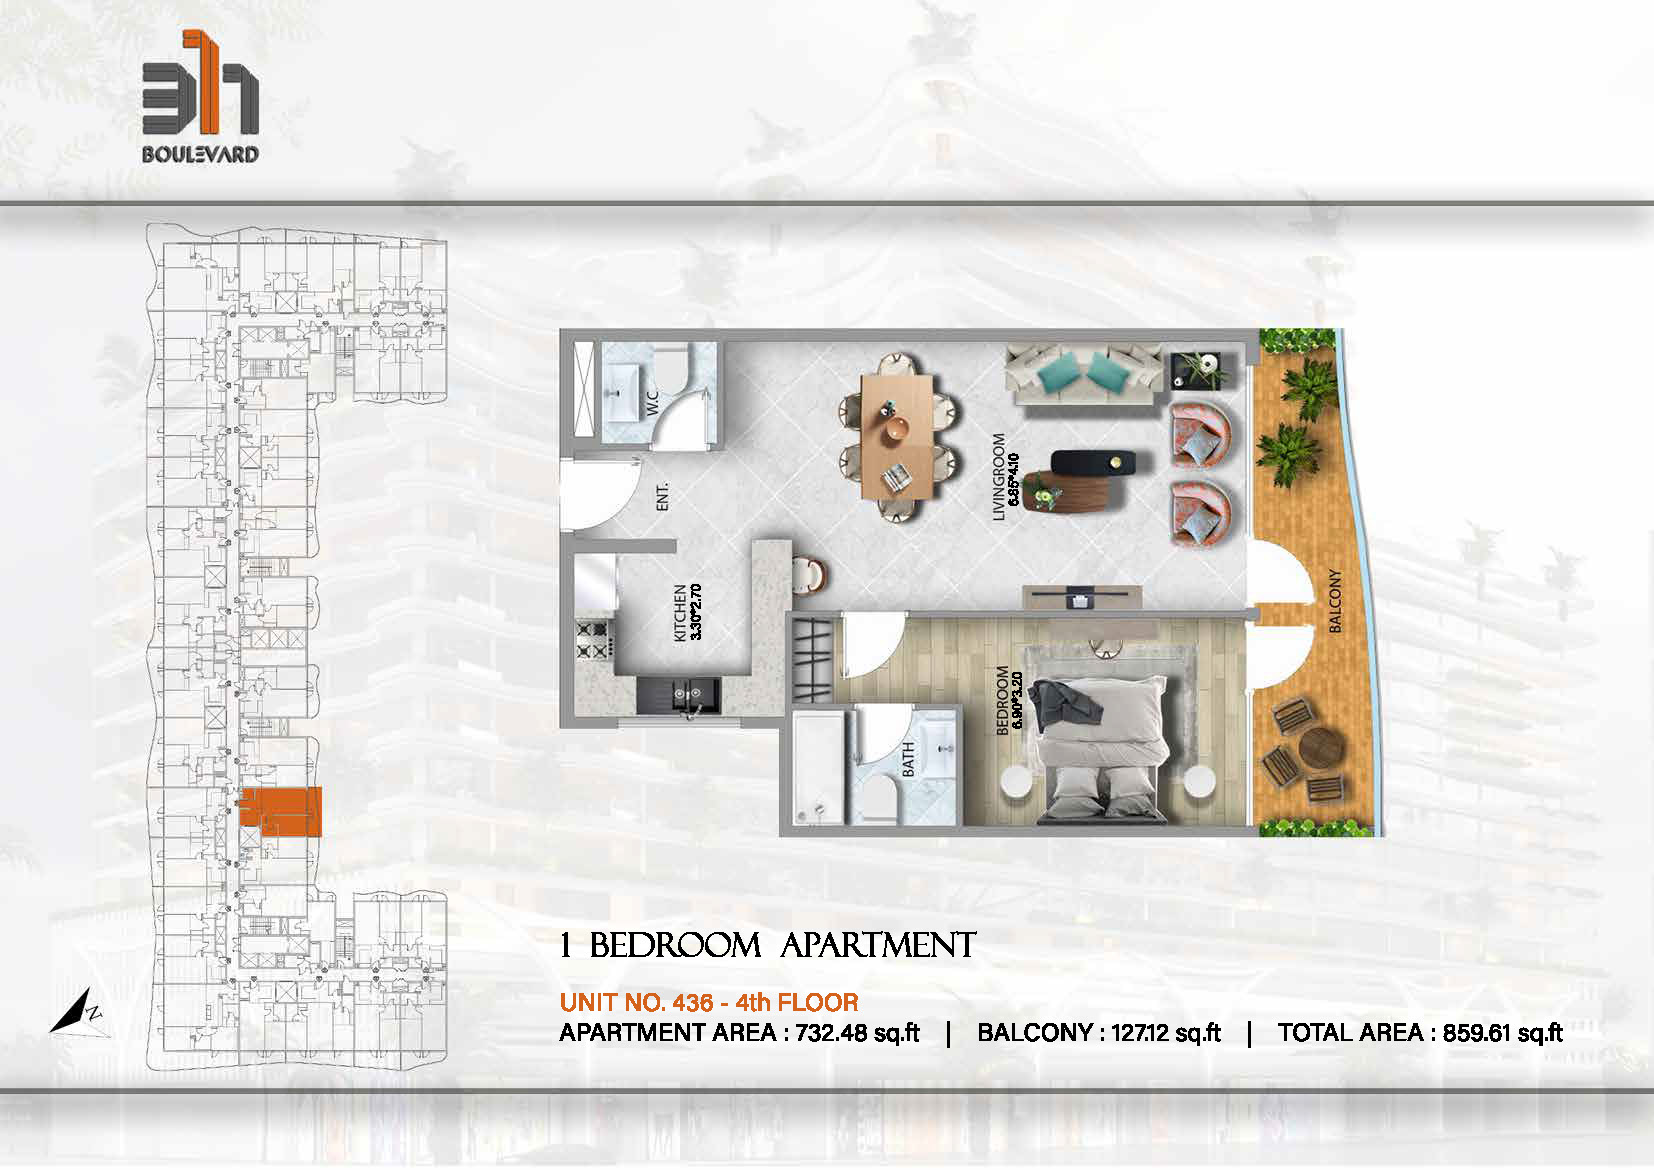 311
BOULEVARD
W.C
ENT.
LIVINGROOM
6.85*4.10
KITCHEN
3.30*2.70
BALCONY
BEDROOM
6.90*3.20
BATH
N
1 BEDROOM APARTMENT
UNIT NO. 436 - 4th FLOOR
APARTMENT AREA : 732.48 sq.ft | BALCONY : 127.12 sq.ft | TOTAL AREA : 859.61 sq.ft